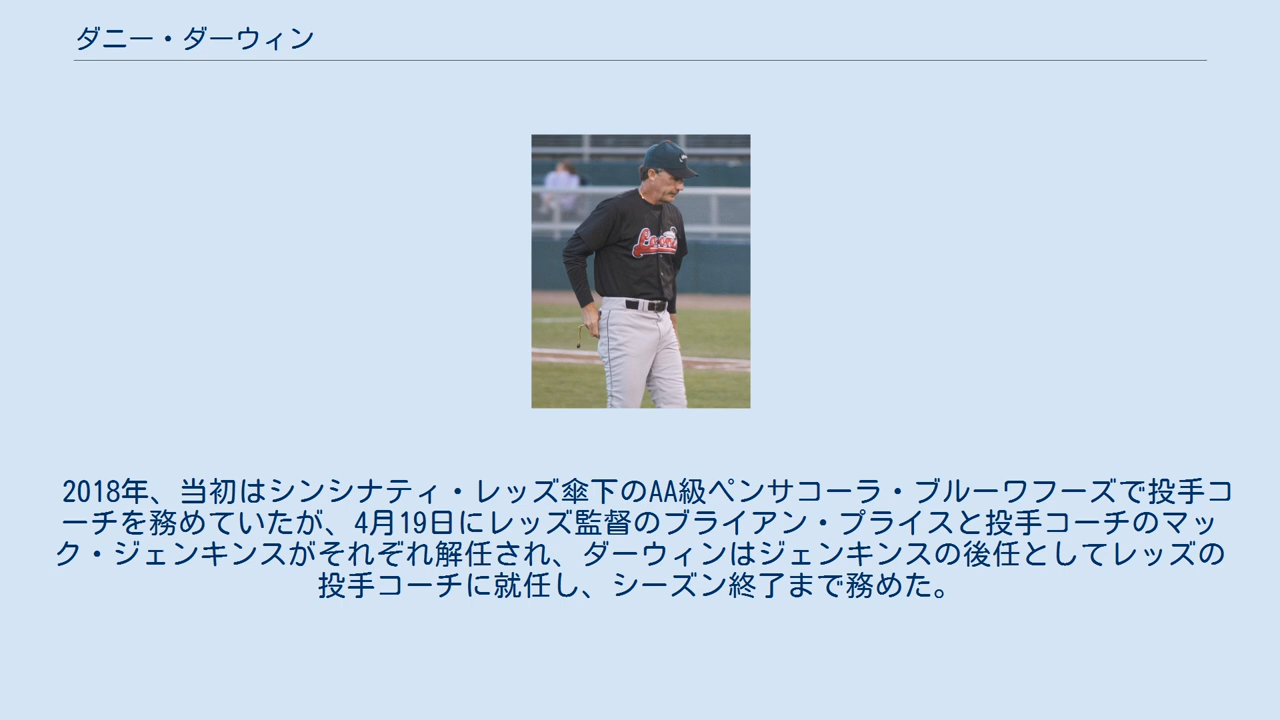 ダニー・ダーウィン
Loons
2018年、当初はシンシナティ・レッズ傘下のAA級ペンサコーラ・ブルーワフーズで投手コ
ーチを務めていたが、4月19日にレッズ監督のブライアン・プライスと投手コーチのマッ
ク・ジェンキンスがそれぞれ解任され、ダーウィンはジェンキンスの後任としてレッズの
投手コーチに就任し、シーズン終了まで務めた。